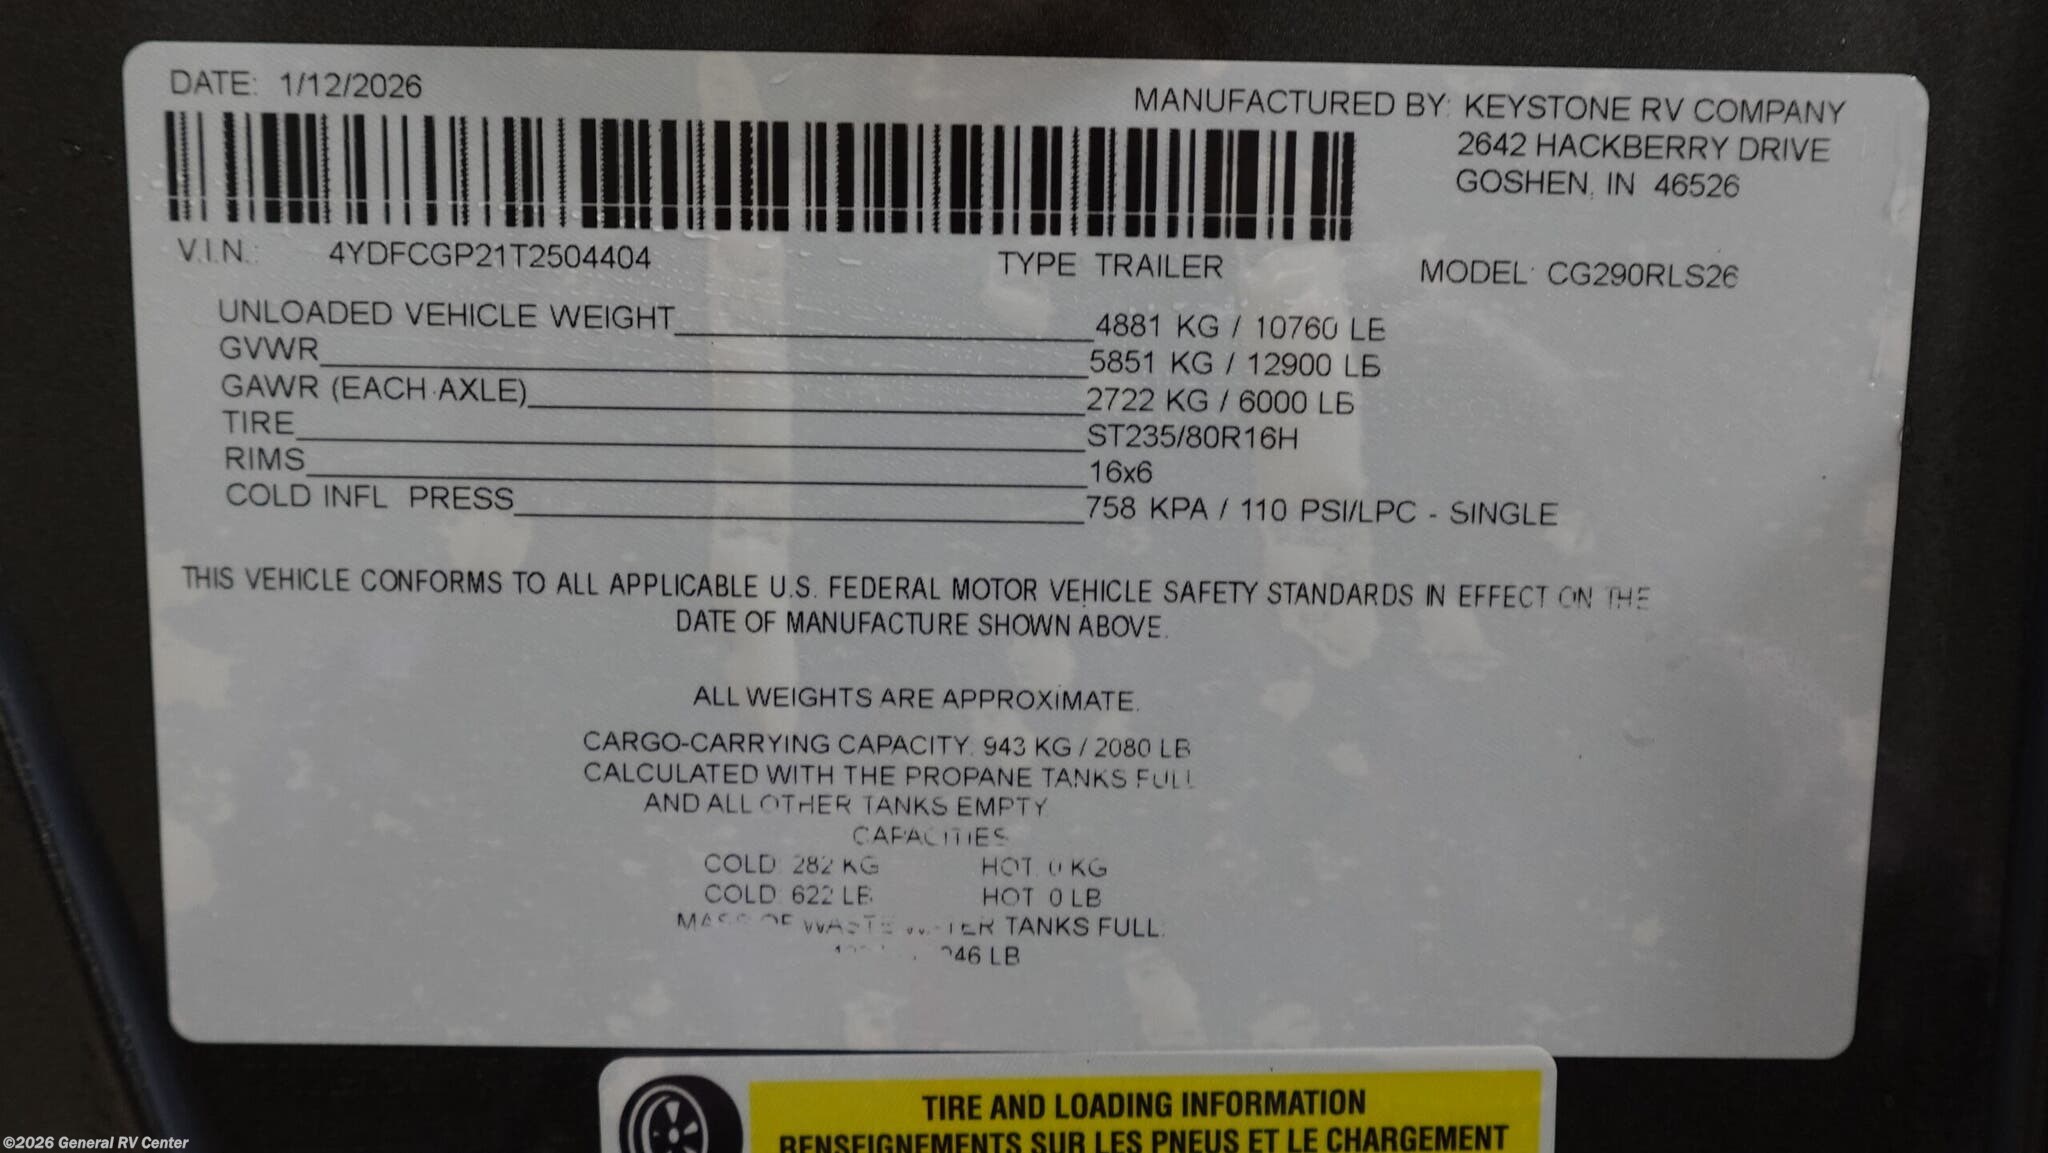 DATE: 1/12/2026
MANUFACTURED BY: KEYSTONE RV COMPANY
2642 HACKBERRY DRIVE
GOSHEN, IN 46526
V.I.N.: 4YDFCGP21T2504404
TYPE TRAILER
MODEL: CG290RLS26
UNLOADED VEHICLE WEIGHT 4881 KG / 10760 LB
GVWR 5851 KG / 12900 LB
GAWR (EACH AXLE) 2722 KG / 6000 LB
TIRE ST235/80R16H
RIMS 16x6
COLD INFL PRESS 758 KPA / 110 PSI/LPC - SINGLE
THIS VEHICLE CONFORMS TO ALL APPLICABLE U.S. FEDERAL MOTOR VEHICLE SAFETY STANDARDS IN EFFECT ON THE
DATE OF MANUFACTURE SHOWN ABOVE.
ALL WEIGHTS ARE APPROXIMATE.
CARGO-CARRYING CAPACITY: 943 KG / 2080 LB
CALCULATED WITH THE PROPANE TANKS FULL
AND ALL OTHER TANKS EMPTY
CAPACITIES
COLD: 282 KG HOT: 0 KG
COLD: 622 LB HOT: 0 LB
MASS OF WASTE WATER TANKS FULL:
LB
TIRE AND LOADING INFORMATION
RENSEIGNEMENTS SUR LES PNEUS ET LE CHARGEMENT
©2026 General RV Center